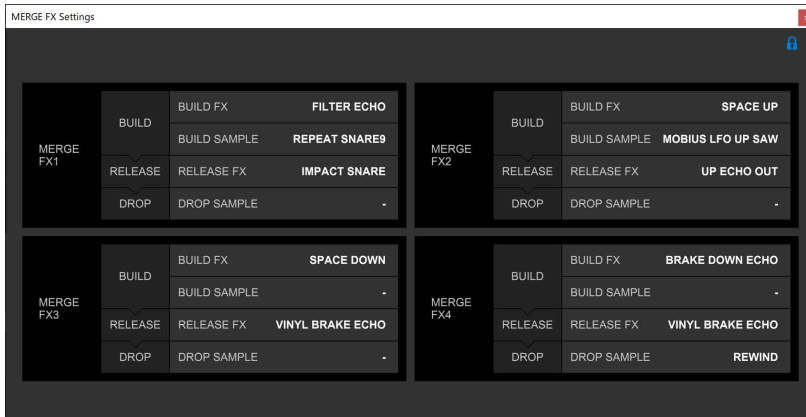 MERGE FX Settings
MERGE FX1
BUILD
BUILD FX FILTER ECHO
BUILD SAMPLE REPEAT SNARE9
RELEASE RELEASE FX IMPACT SNARE
DROP DROP SAMPLE -
MERGE FX2
BUILD
BUILD FX SPACE UP
BUILD SAMPLE MOBIUS LFO UP SAW
RELEASE RELEASE FX UP ECHO OUT
DROP DROP SAMPLE -
MERGE FX3
BUILD
BUILD FX SPACE DOWN
BUILD SAMPLE -
RELEASE RELEASE FX VINYL BRAKE ECHO
DROP DROP SAMPLE -
MERGE FX4
BUILD
BUILD FX BRAKE DOWN ECHO
BUILD SAMPLE -
RELEASE RELEASE FX VINYL BRAKE ECHO
DROP DROP SAMPLE REWIND